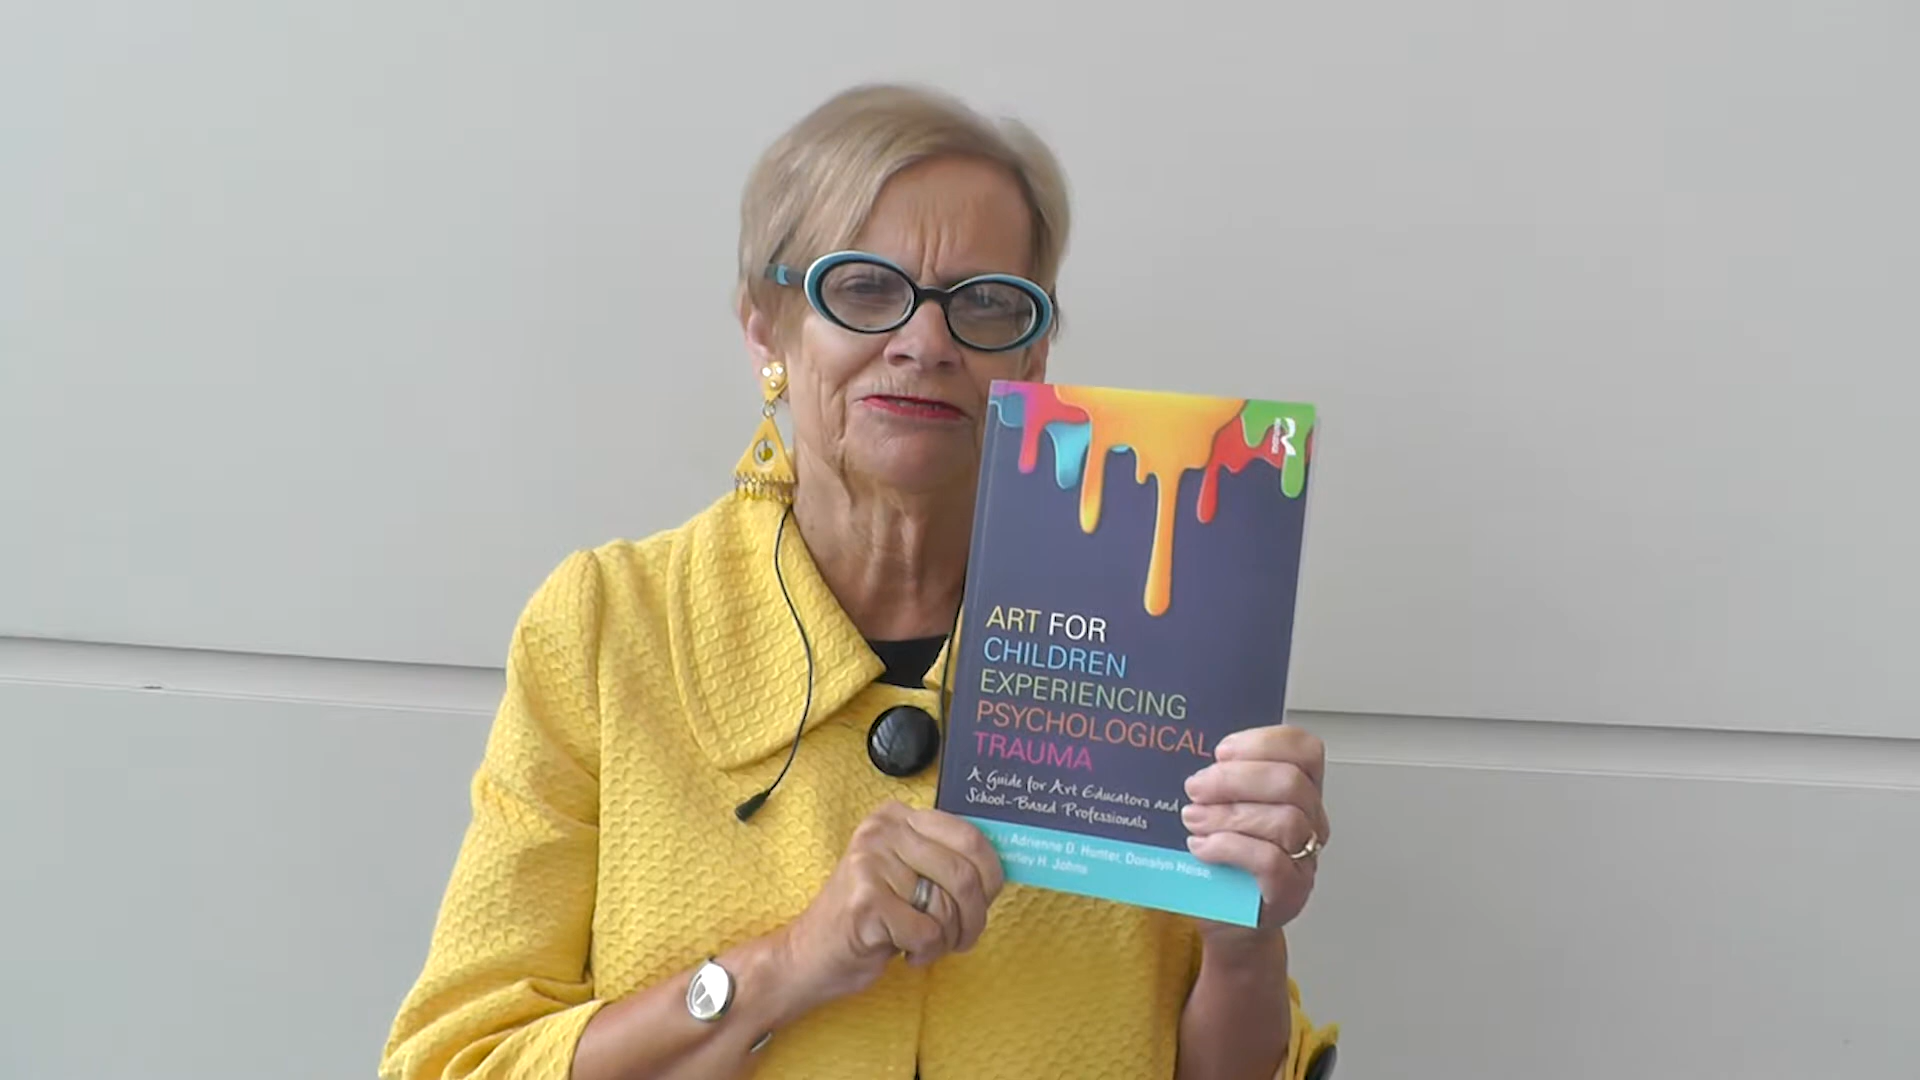 R
ART FOR
CHILDREN
EXPERIENCING
PSYCHOLOGICAL
TRAUMA
A Guide for Art Educators and
School-Based Professionals
Adrienne D. Hunter, Donalyn Heise,
H. Johns